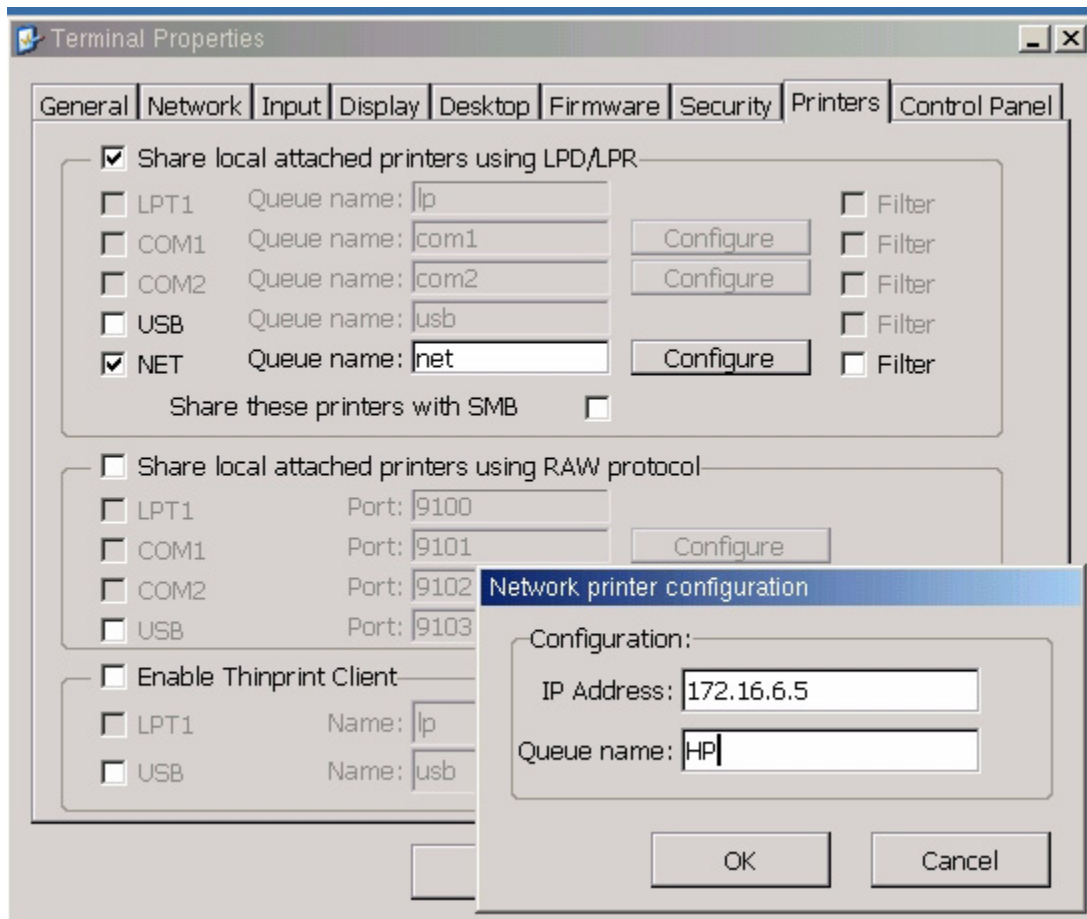 Terminal Properties
General Network Input Display Desktop Firmware Security Printers Control Panel
Share local attached printers using LPD/LPR
LPT1 Queue name: lp Filter
COM1 Queue name: com1 Configure Filter
COM2 Queue name: com2 Configure Filter
USB Queue name: usb Filter
NET Queue name: net Configure Filter
Share these printers with SMB
Share local attached printers using RAW protocol
LPT1 Port: 9100
COM1 Port: 9101 Configure
COM2 Port: 9102
USB Port: 9103
Enable Thinprint Client
LPT1 Name: lp
USB Name: usb
Network printer configuration
Configuration:
IP Address: 172.16.6.5
Queue name: HP
OK Cancel